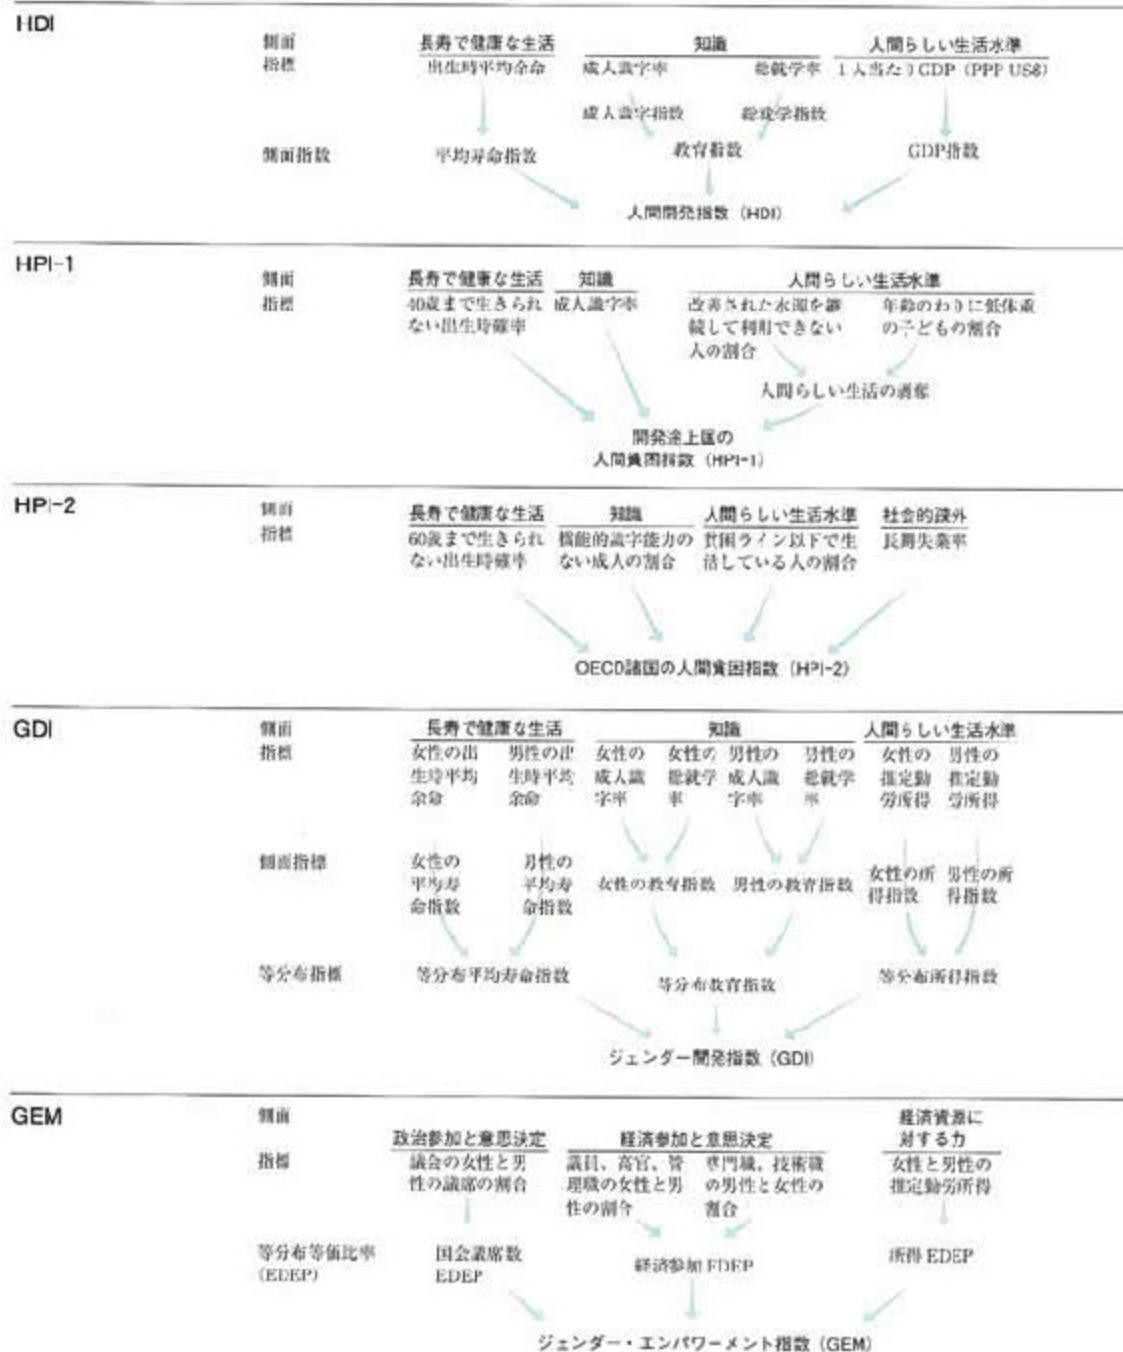 HDI
側面 長寿で健康な生活 知識 人間らしい生活水準
指標 出生時平均余命 成人識字率 総就学率 1人当たりGDP (PPP US$)
成人識字指数 総就学指数
側面指数 平均寿命指数 教育指数 GDP指数
人間開発指数 (HDI)
HPI-1
側面 長寿で健康な生活 知識 人間らしい生活水準
指標 40歳まで生きられ 成人識字率 改善された水源を継 年齢のわりに低体重
ない出生時確率 続して利用できない の子どもの割合
人の割合
人間らしい生活の剥奪
開発途上国の
人間貧困指数 (HPI-1)
HPI-2
側面 長寿で健康な生活 知識 人間らしい生活水準 社会的疎外
指標 60歳まで生きられ 機能的識字能力の 貧困ライン以下で生 長期失業率
ない出生時確率 ない成人の割合 活している人の割合
OECD諸国の人間貧困指数 (HPI-2)
GDI
側面 長寿で健康な生活 知識 人間らしい生活水準
指標 女性の出 男性の出 女性の 女性の 男性の 男性の 女性の 男性の
生時平均 生時平均 成人識 総就学 成人識 総就学 推定勤 推定勤
余命 余命 字率 率 字率 率 労所得 労所得
側面指標 女性の 男性の 女性の教育指数 男性の教育指数 女性の所 男性の所
平均寿 平均寿 得指数 得指数
命指数 命指数
等分布指標 等分布平均寿命指数 等分布教育指数 等分布所得指数
ジェンダー開発指数 (GDI)
GEM
側面 経済資源に
政治参加と意思決定 経済参加と意思決定 対する力
指標 議会の女性と男 議員、高官、管 専門職、技術職 女性と男性の
性の議席の割合 理職の女性と男 の男性と女性の 推定勤労所得
性の割合 割合
等分布等価比率 国会議席数 経済参加 EDEP 所得 EDEP
(EDEP) EDEP
ジェンダー・エンパワーメント指数 (GEM)